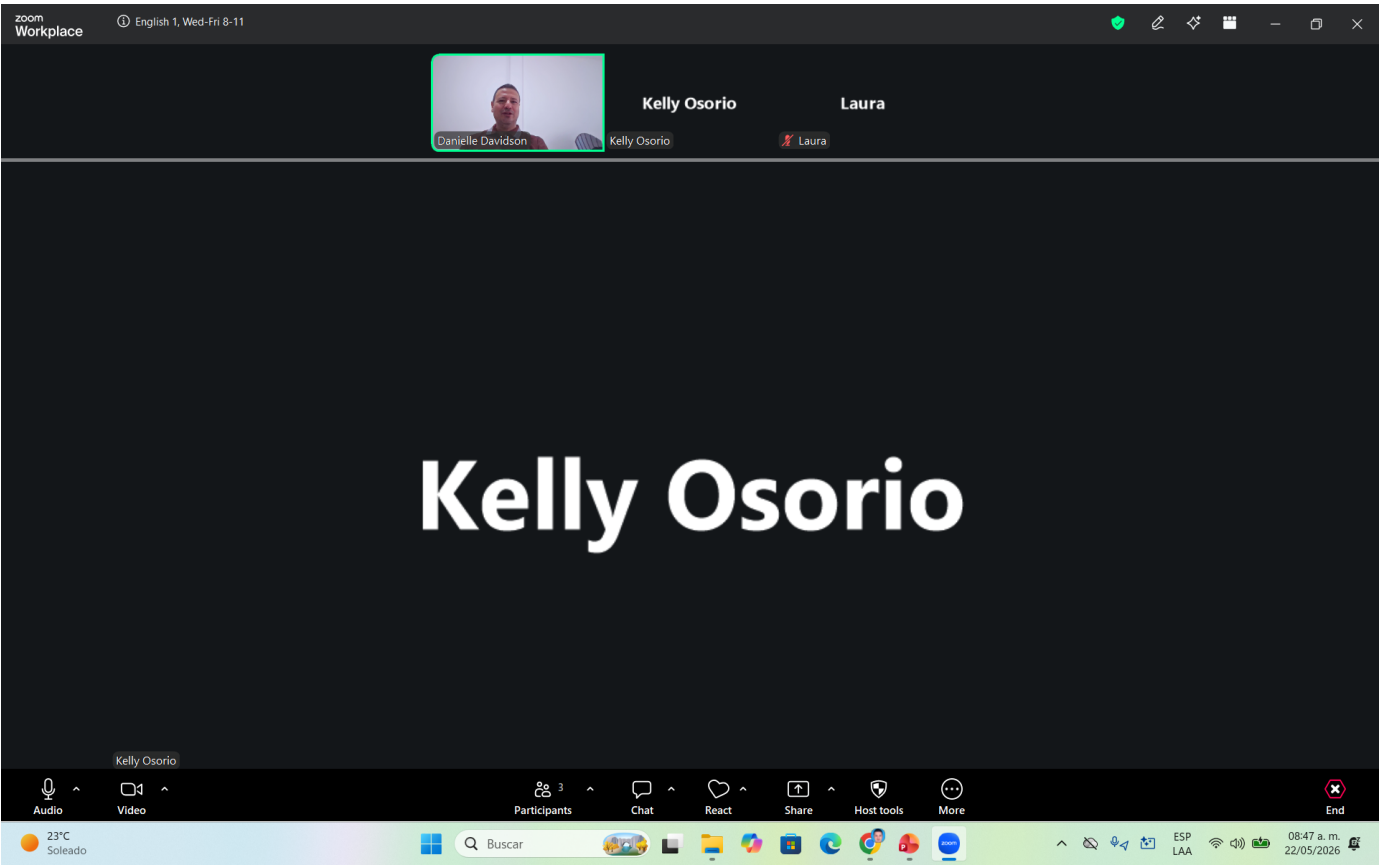 zoom
Workplace
English 1, Wed-Fri 8-11
Danielle Davidson
Kelly Osorio
Kelly Osorio
Laura
Laura
Kelly Osorio
Kelly Osorio
Audio
Video
3
Participants
Chat
React
Share
Host tools
More
End
23°C
Soleado
Buscar
zoom
ESP
LAA
08:47 a. m.
22/05/2026